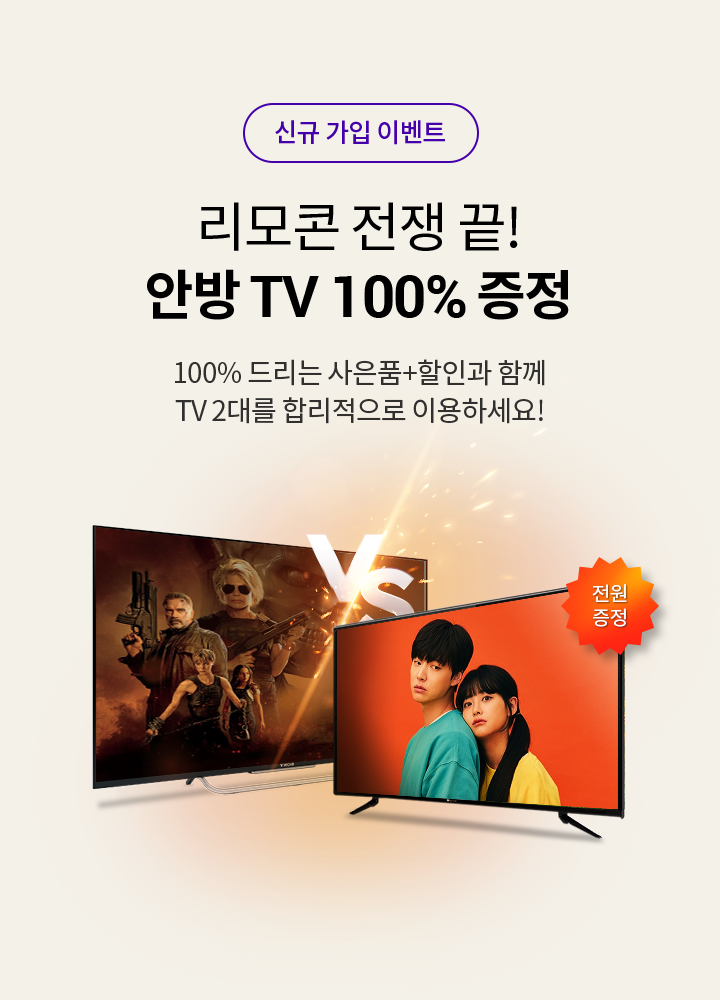 신규 가입 이벤트
리모콘 전쟁 끝!
안방 TV 100% 증정
100% 드리는 사은품+할인과 함께
TV 2대를 합리적으로 이용하세요!
VS
전원
증정